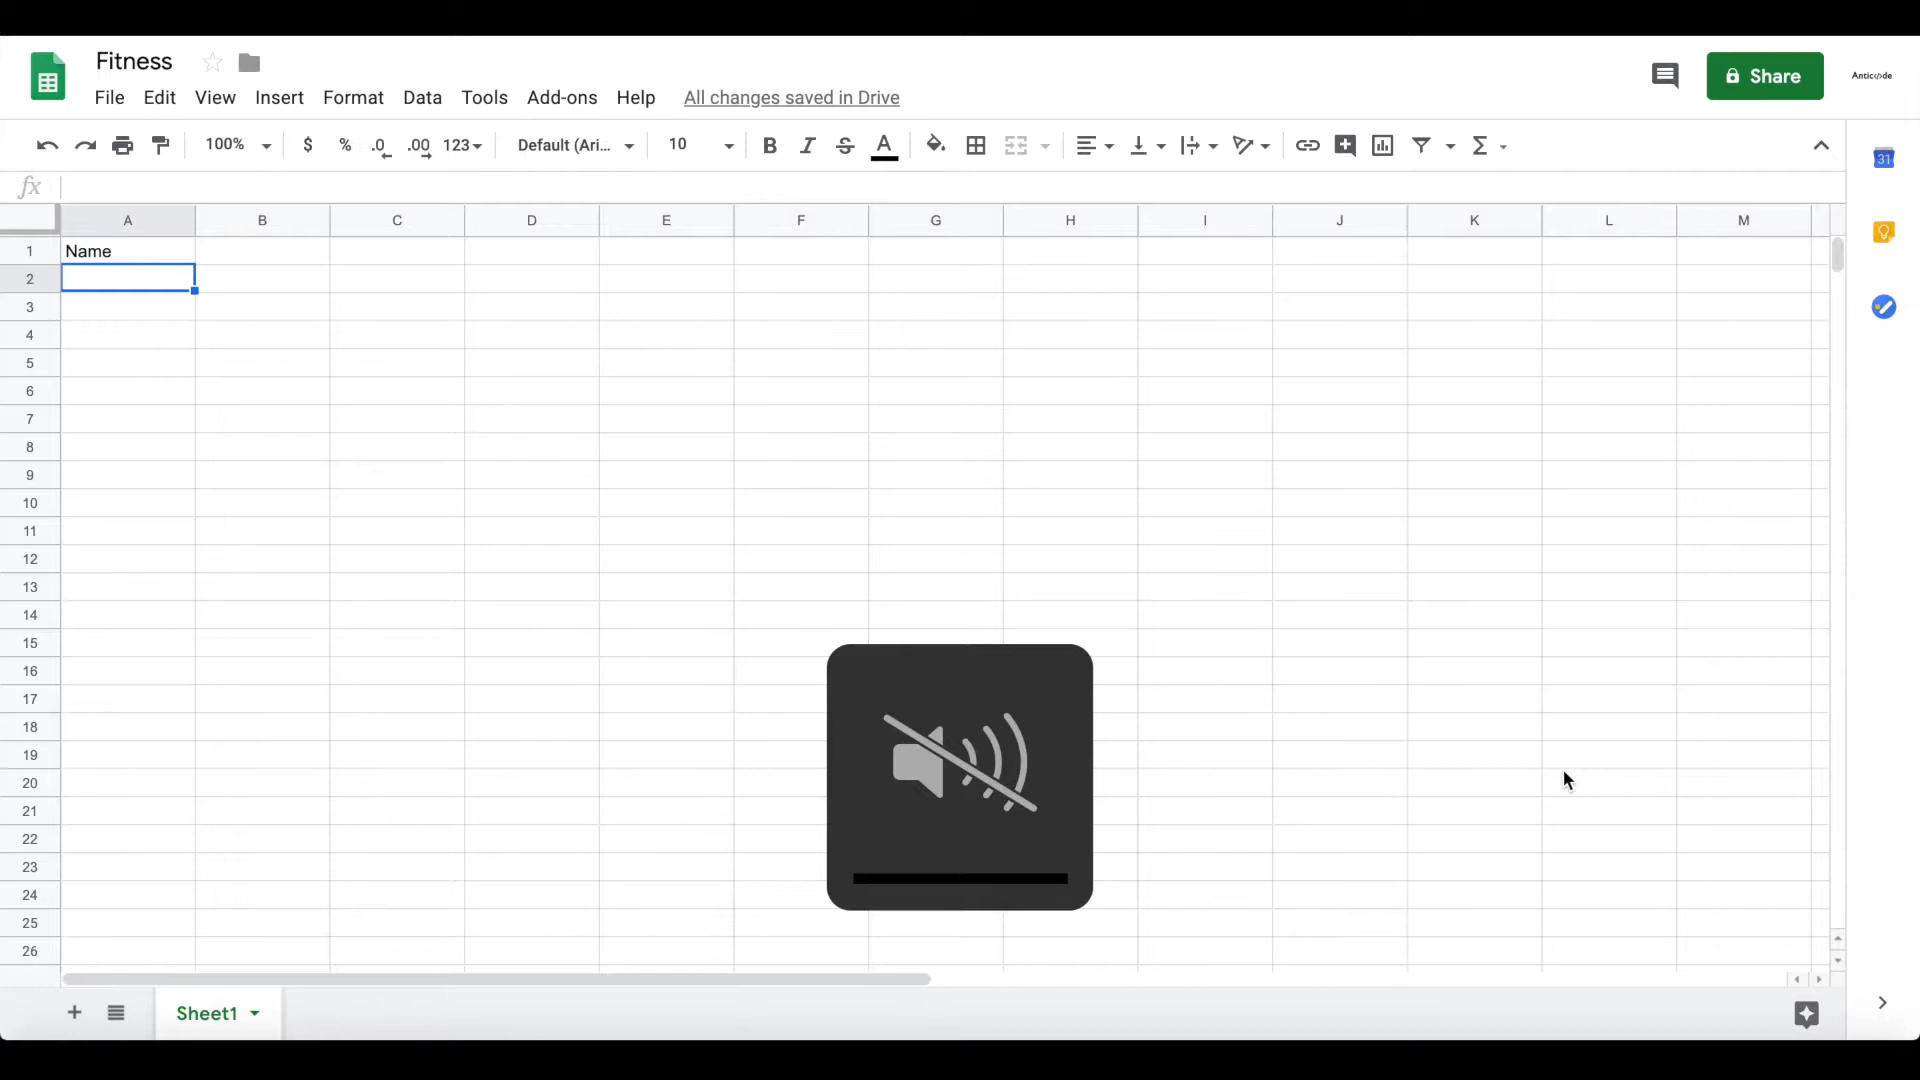 Fitness
File Edit View Insert Format Data Tools Add-ons Help All changes saved in Drive
Share
Antic</>de
100% $ % .0 .00 123 Default (Ari... 10 B I S A Σ
31
fx
A B C D E F G H I J K L M
1 Name
2
3
4
5
6
7
8
9
10
11
12
13
14
15
16
17
18
19
20
21
22
23
24
25
26
+ Sheet1